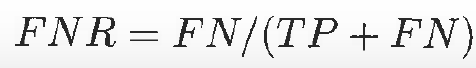 FNR = FN/(TP + FN)